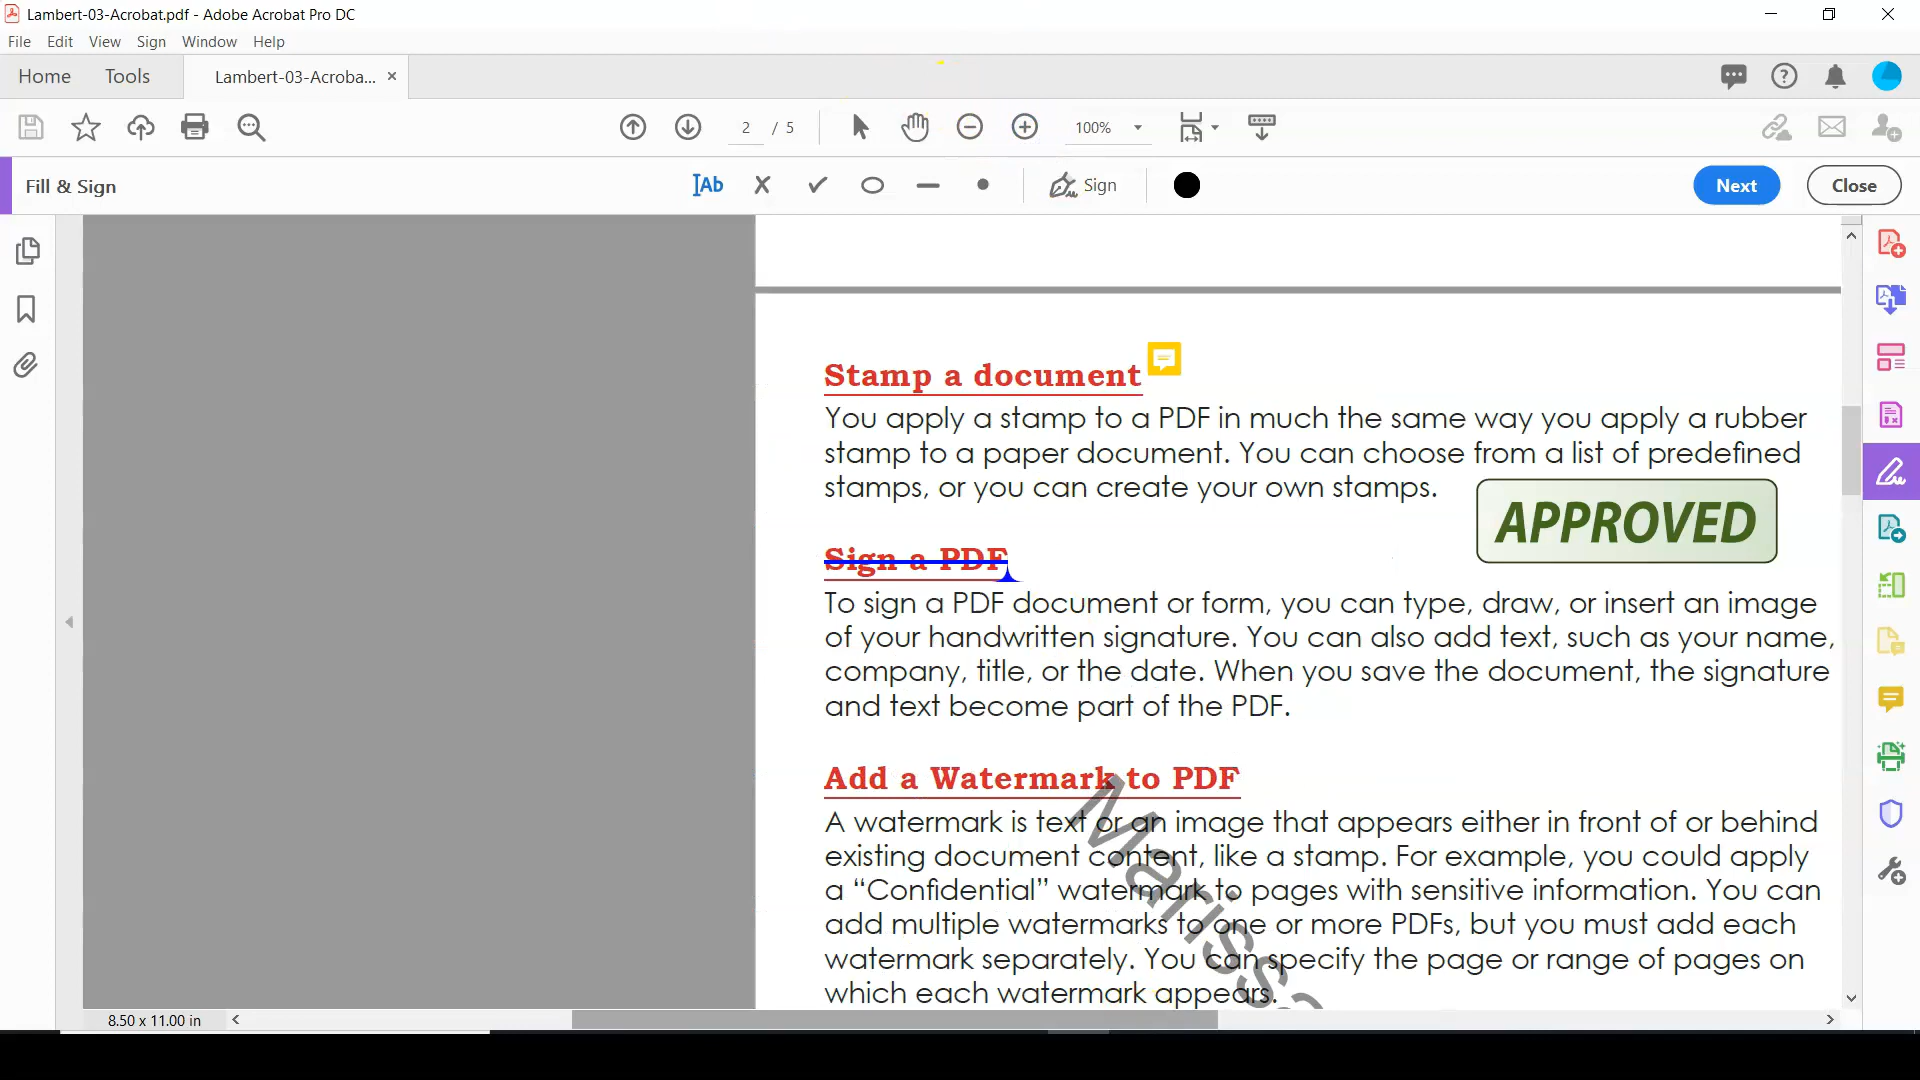 Lambert-03-Acrobat.pdf - Adobe Acrobat Pro DC
File Edit View Sign Window Help
Home Tools Lambert-03-Acroba... ×
2 / 5 100%
Fill & Sign Ab Sign Next Close
Stamp a document
You apply a stamp to a PDF in much the same way you apply a rubber
stamp to a paper document. You can choose from a list of predefined
stamps, or you can create your own stamps.
APPROVED
Sign a PDF
To sign a PDF document or form, you can type, draw, or insert an image
of your handwritten signature. You can also add text, such as your name,
company, title, or the date. When you save the document, the signature
and text become part of the PDF.
Add a Watermark to PDF
A watermark is text or an image that appears either in front of or behind
existing document content, like a stamp. For example, you could apply
a “Confidential” watermark to pages with sensitive information. You can
add multiple watermarks to one or more PDFs, but you must add each
watermark separately. You can specify the page or range of pages on
which each watermark appears.
Marissa
8.50 x 11.00 in